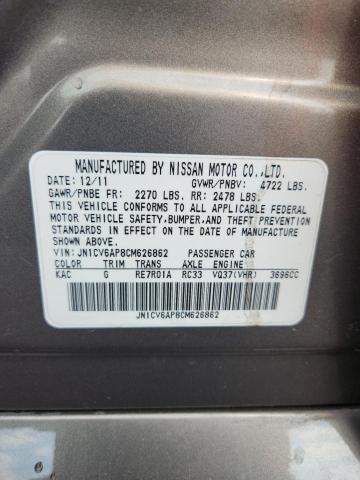 MANUFACTURED BY NISSAN MOTOR CO.,LTD.
DATE: 12/11 GVWR/PNBV: 4722 LBS.
GAWR/PNBE FR: 2270 LBS. RR: 2478 LBS.
THIS VEHICLE CONFORMS TO ALL APPLICABLE FEDERAL
MOTOR VEHICLE SAFETY, BUMPER, AND THEFT PREVENTION
STANDARDS IN EFFECT ON THE DATE OF MANUFACTURE
SHOWN ABOVE.
VIN: JN1CV6AP8CM626862 PASSENGER CAR
COLOR TRIM TRANS AXLE ENGINE
KAC G RE7R01A RC33 VQ37(VHR) 3696CC
JN1CV6AP8CM626862